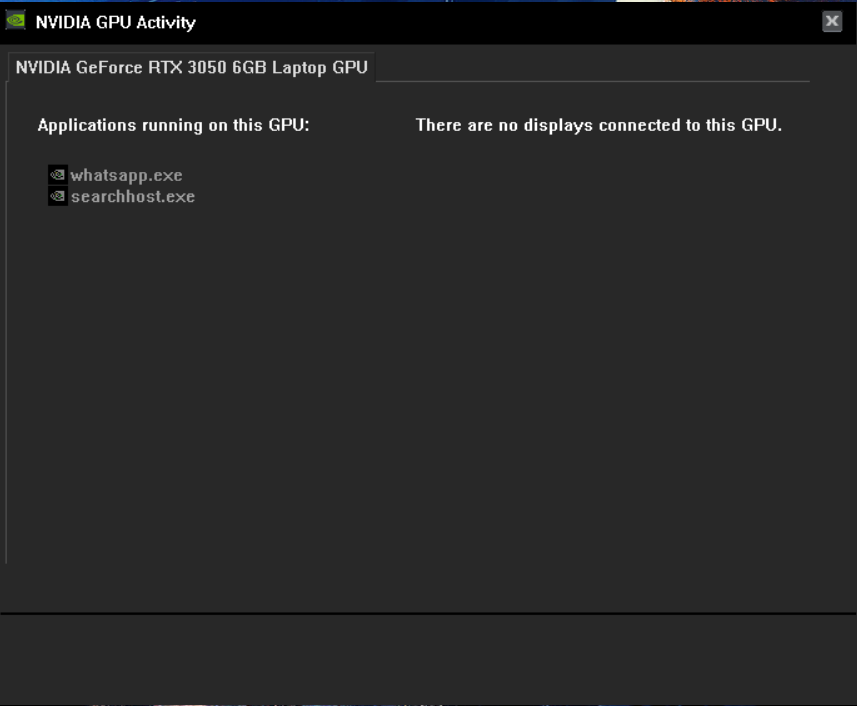 NVIDIA GPU Activity
NVIDIA GeForce RTX 3050 6GB Laptop GPU
Applications running on this GPU:
There are no displays connected to this GPU.
whatsapp.exe
searchhost.exe